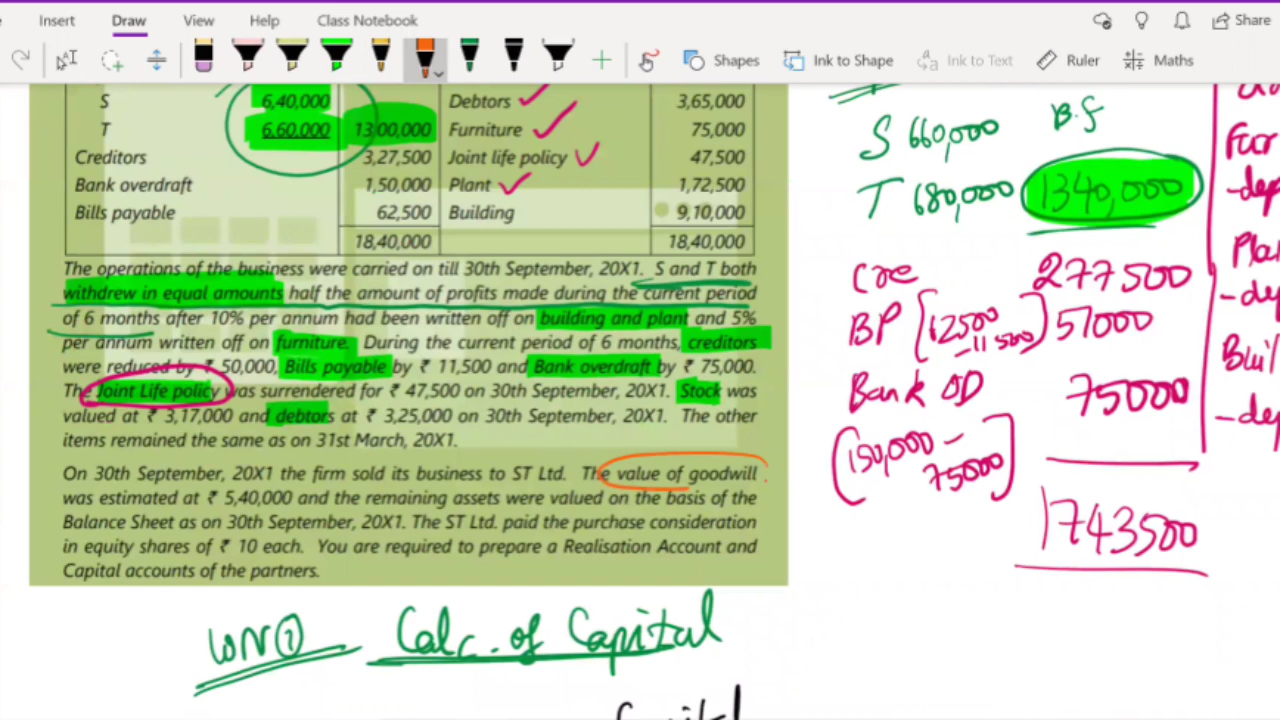 Insert Draw View Help Class Notebook Share
Shapes Ink to Shape Ink to Text Ruler Maths
S 6,40,000 Debtors 3,65,000
T 6,60,000 13,00,000 Furniture 75,000
Creditors 3,27,500 Joint life policy 47,500
Bank overdraft 1,50,000 Plant 1,72,500
Bills payable 62,500 Building 9,10,000
18,40,000 18,40,000
The operations of the business were carried on till 30th September, 20X1. S and T both
withdrew in equal amounts half the amount of profits made during the current period
of 6 months after 10% per annum had been written off on building and plant and 5%
per annum written off on furniture. During the current period of 6 months, creditors
were reduced by ₹ 50,000, Bills payable by ₹ 11,500 and Bank overdraft by ₹ 75,000.
The Joint Life policy was surrendered for ₹ 47,500 on 30th September, 20X1. Stock was
valued at ₹ 3,17,000 and debtors at ₹ 3,25,000 on 30th September, 20X1. The other
items remained the same as on 31st March, 20X1.
On 30th September, 20X1 the firm sold its business to ST Ltd. The value of goodwill
was estimated at ₹ 5,40,000 and the remaining assets were valued on the basis of the
Balance Sheet as on 30th September, 20X1. The ST Ltd. paid the purchase consideration
in equity shares of ₹ 10 each. You are required to prepare a Realisation Account and
Capital accounts of the partners.
WN① Calc. of Capital
Capital
B.f
S 660,000
T 680,000 1340,000
Cre 277500
BP [62500 - 11500] 51000
Bank OD 75000
[150,000 - 75000]
1743500
Fur
-dep
Plan
-dep
Buil
-dep